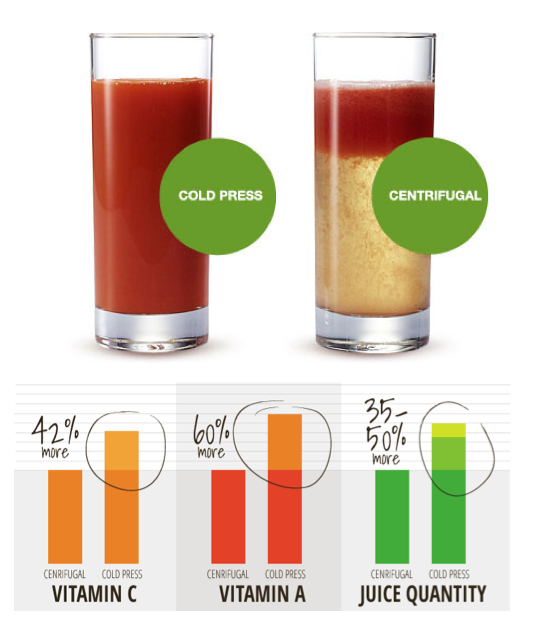 COLD PRESS
CENTRIFUGAL
42%
more
60%
more
35-
50%
more
CENRIFUGAL COLD PRESS
CENRIFUGAL COLD PRESS
CENRIFUGAL COLD PRESS
VITAMIN C
VITAMIN A
JUICE QUANTITY